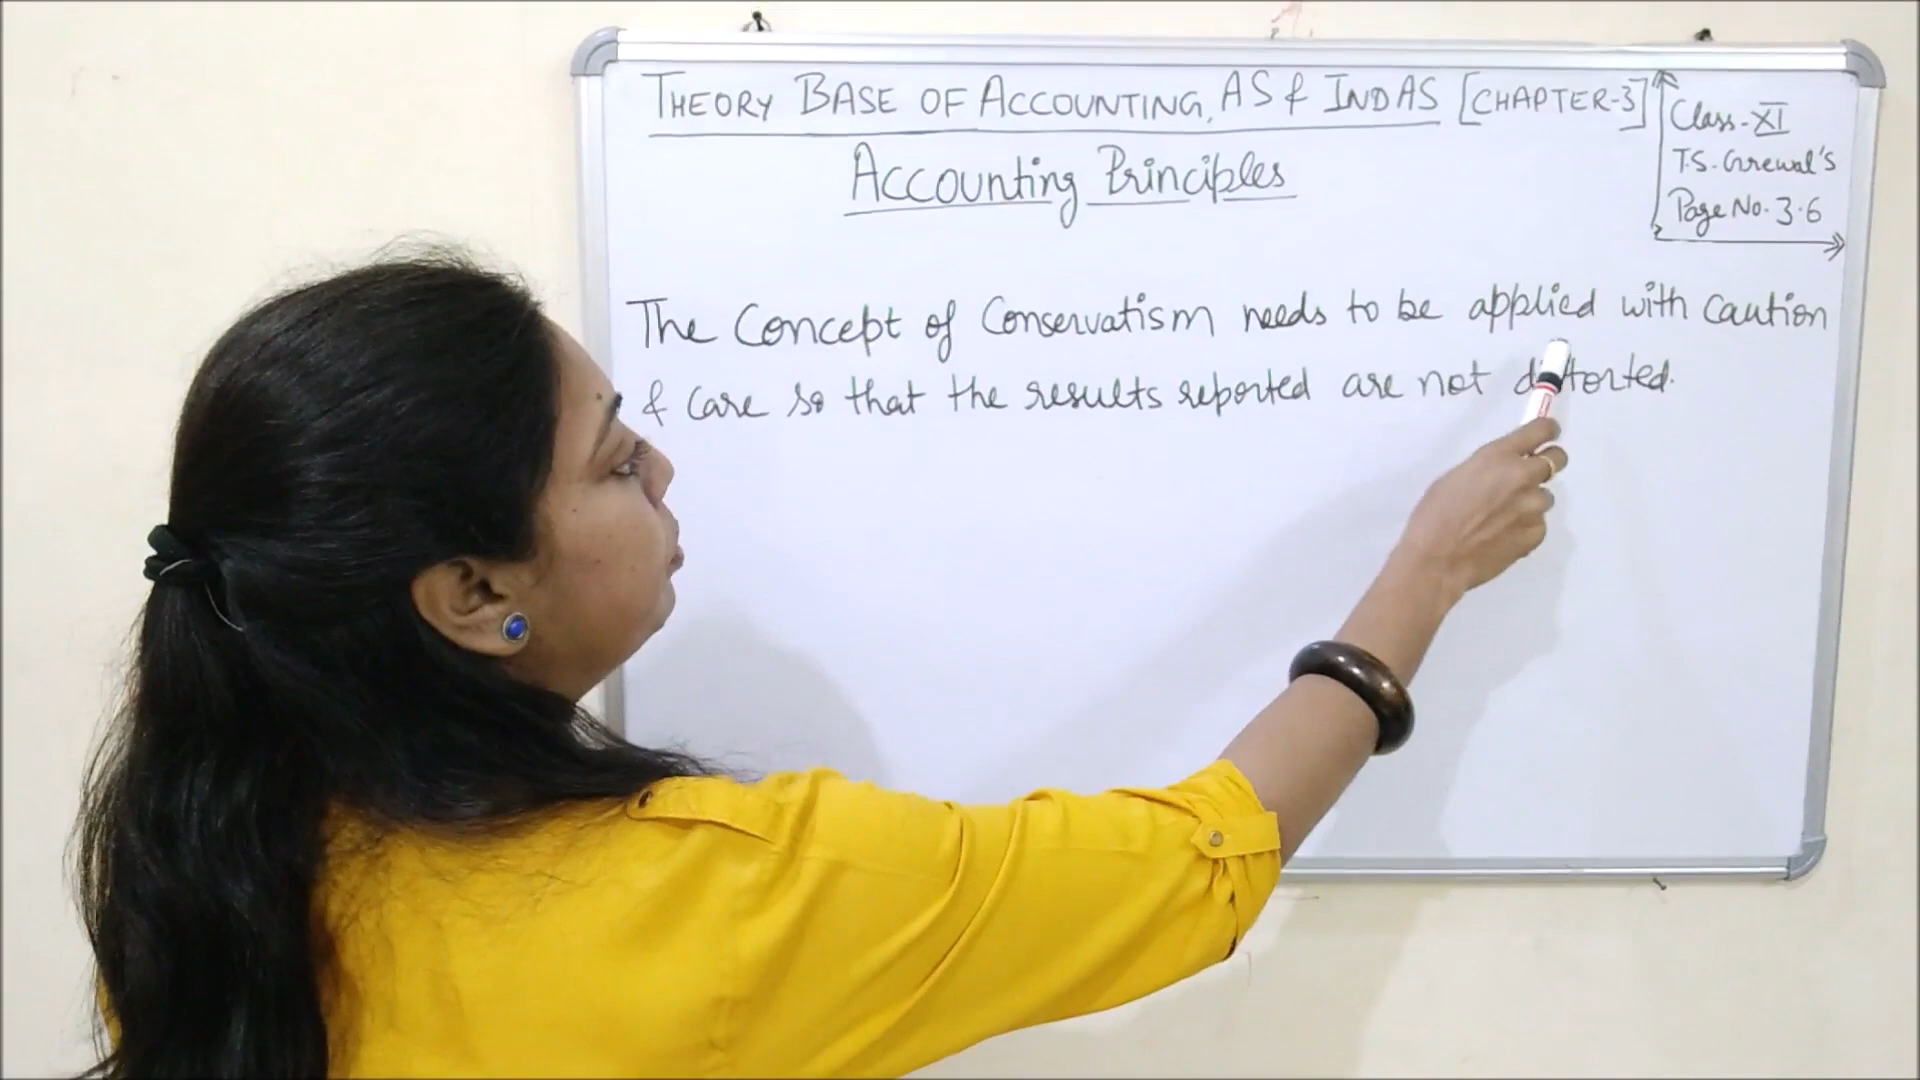 THEORY BASE OF ACCOUNTING, AS & IND AS [CHAPTER-3]
Class-XI
T.S. Grewal's
Page No. 3.6
Accounting Principles
The Concept of Conservatism needs to be applied with caution
& care so that the results reported are not distorted.